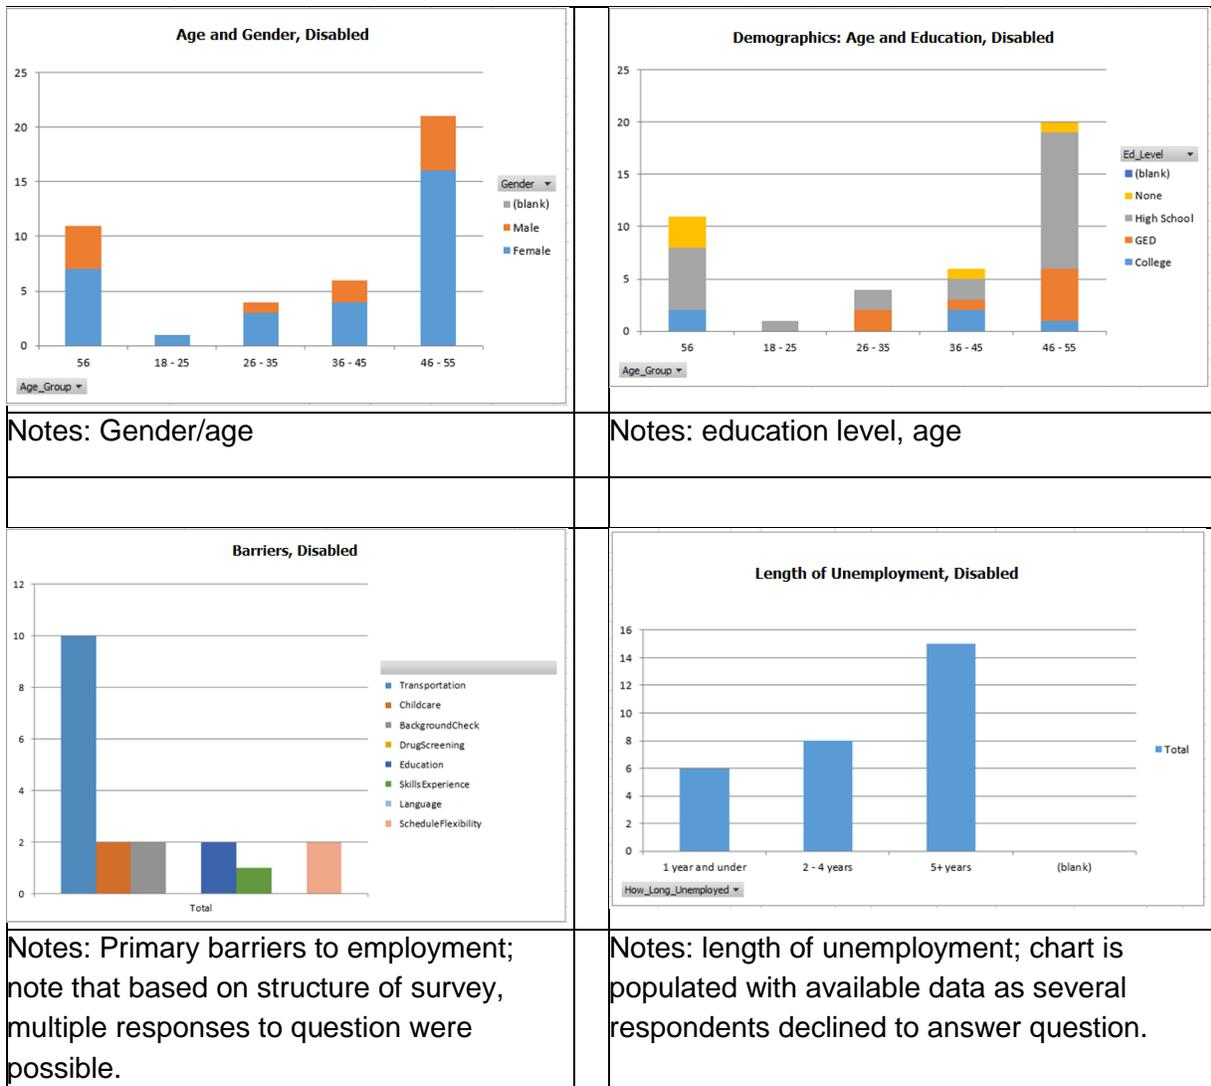 Age and Gender, Disabled
25
20
15
10
5
0
56
18 - 25
26 - 35
36 - 45
46 - 55
Gender
(blank)
Male
Female
Age_Group
Demographics: Age and Education, Disabled
25
20
15
10
5
0
56
18 - 25
26 - 35
36 - 45
46 - 55
Ed_Level
(blank)
None
High School
GED
College
Age_Group
Notes: Gender/age
Notes: education level, age
Barriers, Disabled
12
10
8
6
4
2
0
Total
Transportation
Childcare
BackgroundCheck
DrugScreening
Education
SkillsExperience
Language
ScheduleFlexibility
Length of Unemployment, Disabled
16
14
12
10
8
6
4
2
0
1 year and under
2 - 4 years
5+ years
(blank)
Total
How_Long_Unemployed
Notes: Primary barriers to employment;
note that based on structure of survey,
multiple responses to question were
possible.
Notes: length of unemployment; chart is
populated with available data as several
respondents declined to answer question.